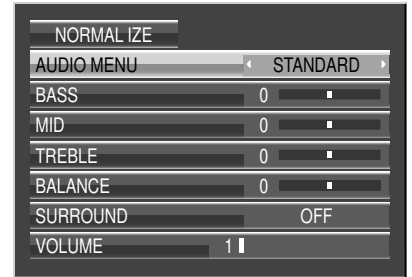 NORMAL IZE
AUDIO MENU STANDARD
BASS 0
MID 0
TREBLE 0
BALANCE 0
SURROUND OFF
VOLUME 1